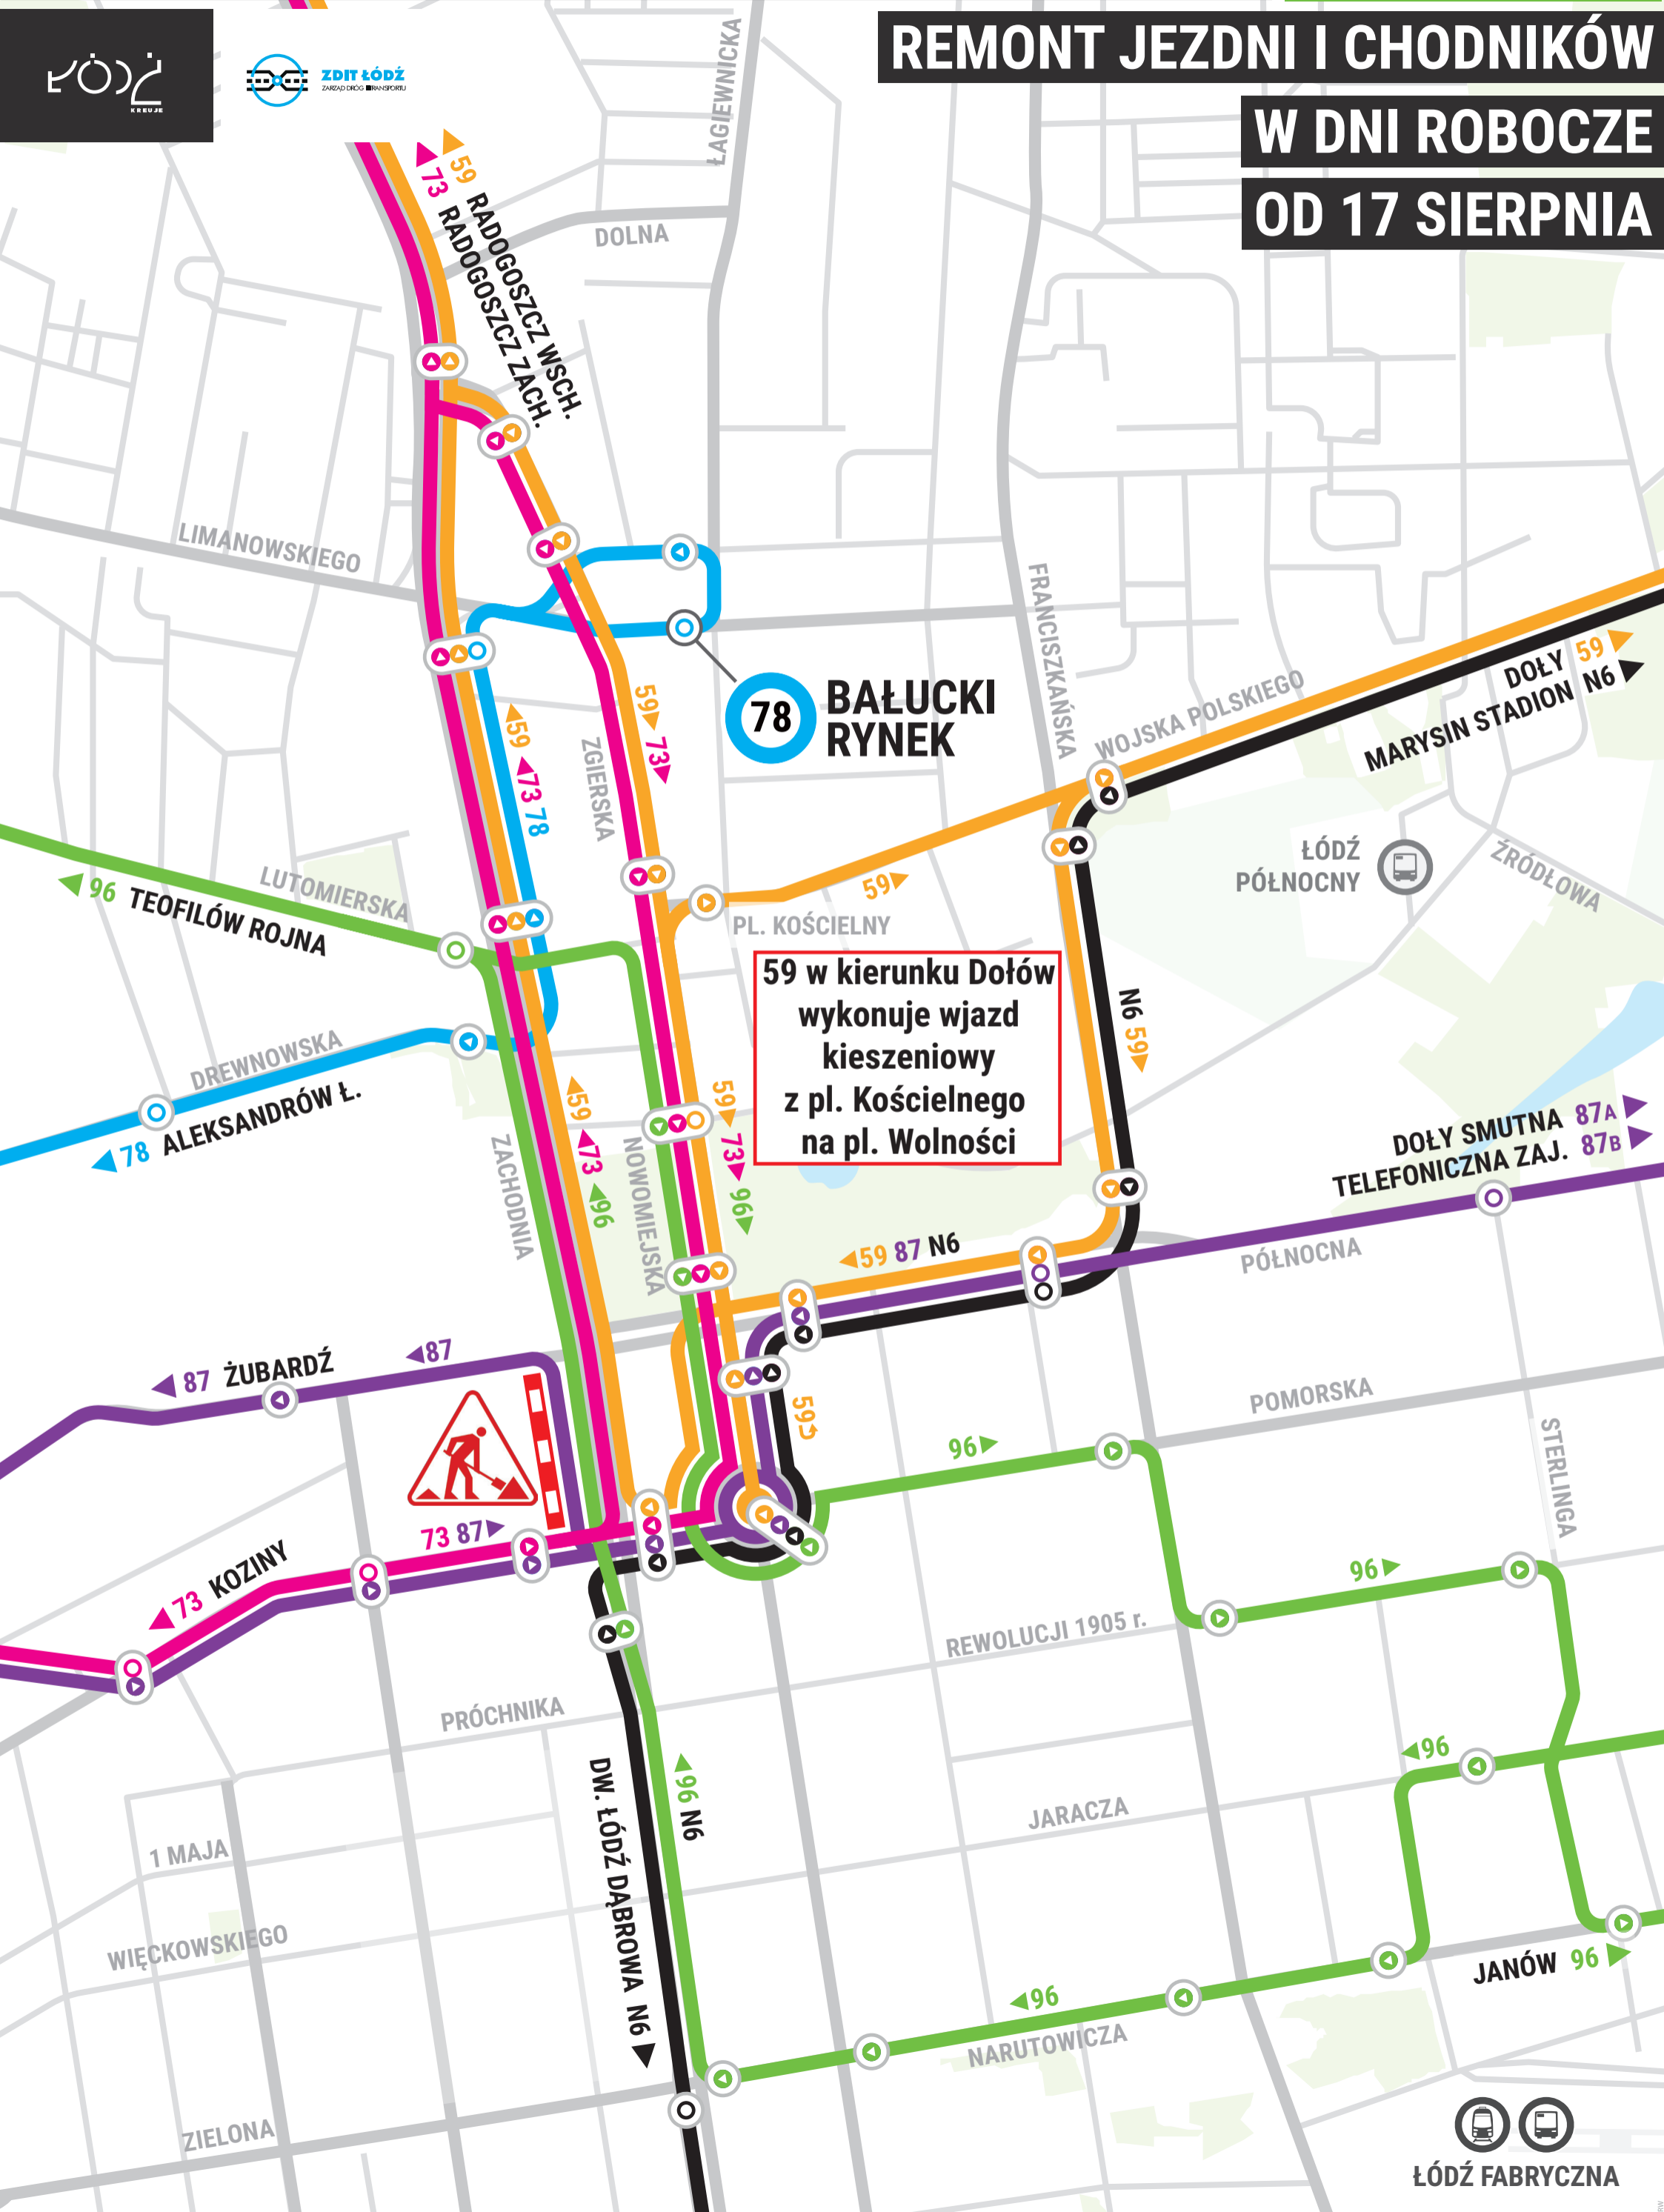 ŁÓDŹ
KREUJE
ZDIT ŁÓDŹ
ZARZĄD DRÓG I TRANSPORTU
REMONT JEZDNI I CHODNIKÓW
W DNI ROBOCZE
OD 17 SIERPNIA
ŁAGIEWNICKA
59 RADOGOSZCZ WSCH.
73 RADOGOSZCZ ZACH.
DOLNA
LIMANOWSKIEGO
FRANCISZKAŃSKA
78
BAŁUCKI
RYNEK
59
73
59
73 78
ZGIERSKA
WOJSKA POLSKIEGO
DOŁY 59
MARYSIN STADION N6
ŁÓDŹ
PÓŁNOCNY
ŹRÓDŁOWA
LUTOMIERSKA
96 TEOFILÓW ROJNA
59
PL. KOŚCIELNY
59 w kierunku Dołów
wykonuje wjazd
kieszeniowy
z pl. Kościelnego
na pl. Wolności
N6 59
DREWNOWSKA
78 ALEKSANDRÓW Ł.
59
73
96
59
73
96
ZACHODNIA
NOWOMIEJSKA
DOŁY SMUTNA 87A
TELEFONICZNA ZAJ. 87B
59 87 N6
PÓŁNOCNA
87 ŻUBARDŹ
87
59
POMORSKA
96
STERLINGA
73 87
73 KOZINY
96
REWOLUCJI 1905 r.
PRÓCHNIKA
96
96 N6
DW. ŁÓDŹ DĄBROWA N6
JARACZA
1 MAJA
WIĘCKOWSKIEGO
JANÓW 96
96
NARUTOWICZA
ZIELONA
ŁÓDŹ FABRYCZNA